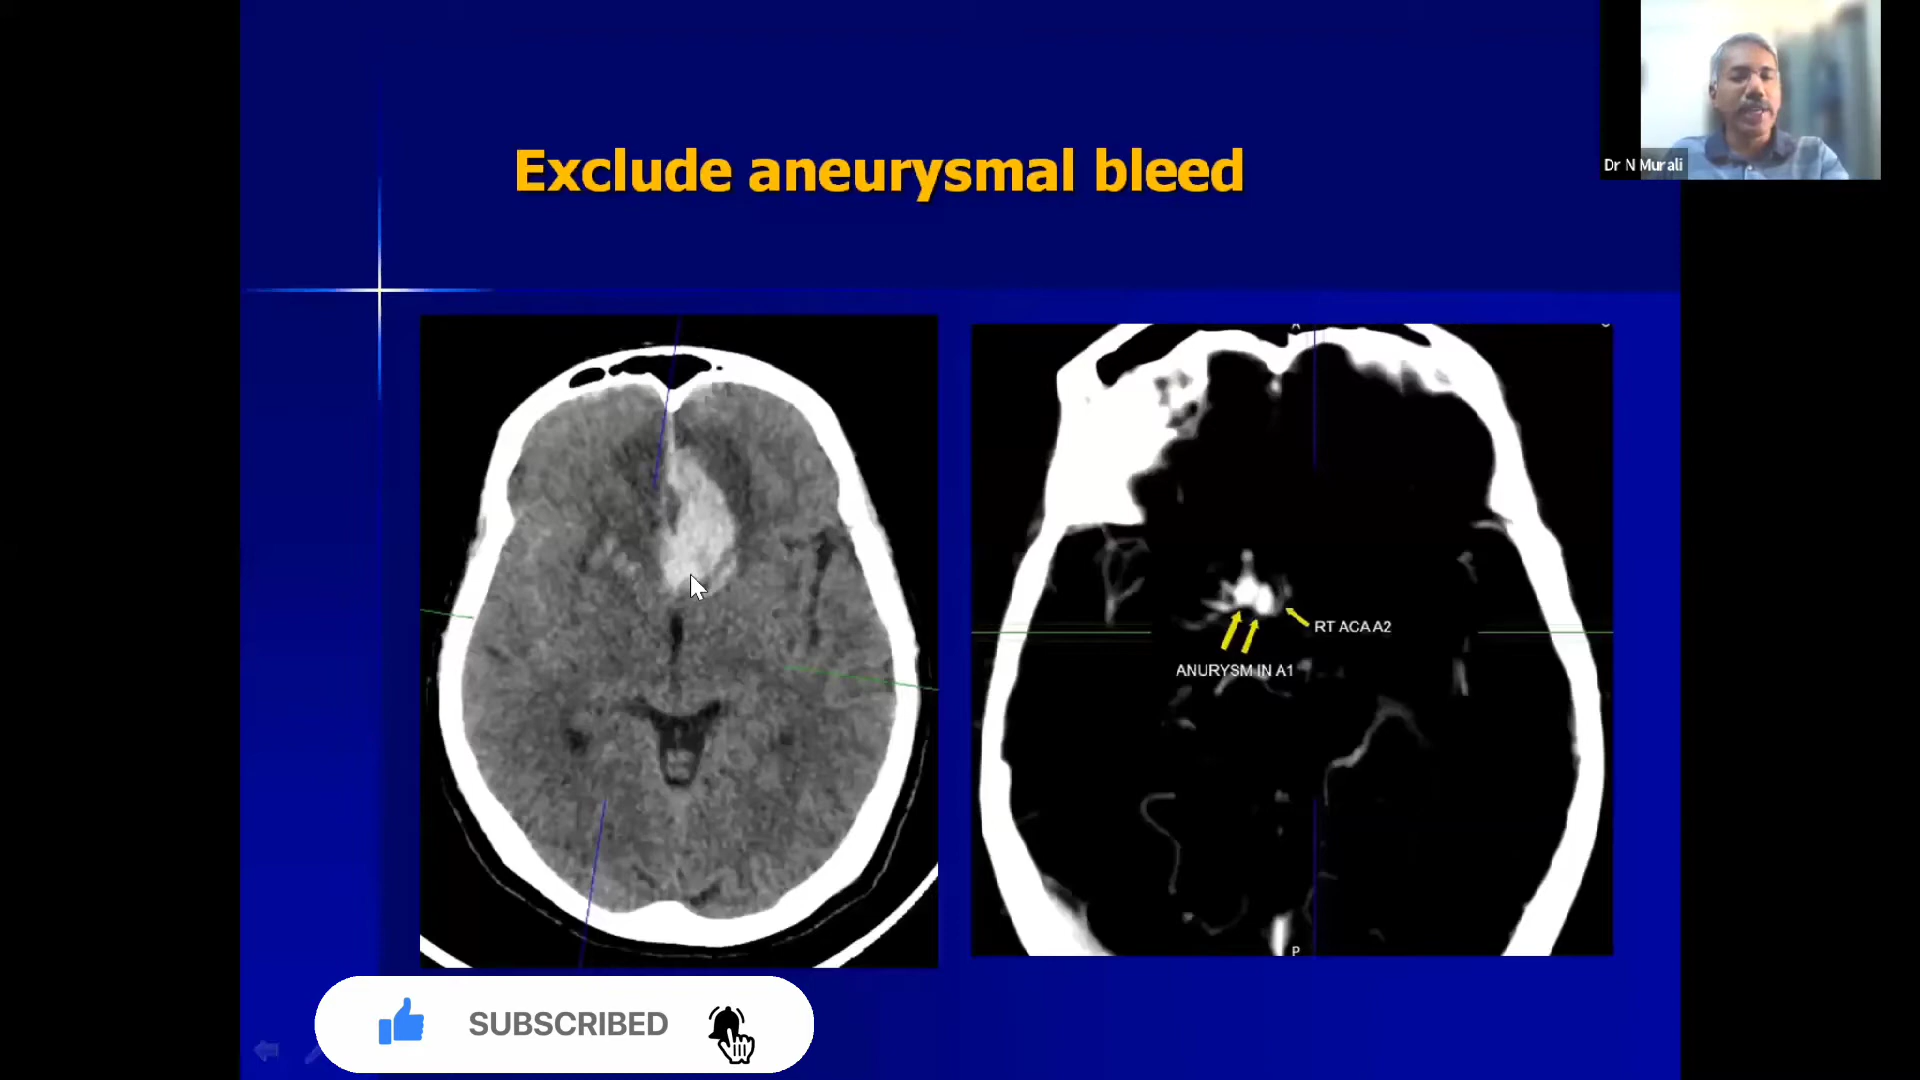 Exclude aneurysmal bleed
Dr N Murali
A
RT ACA A2
ANURYSM IN A1
P
SUBSCRIBED